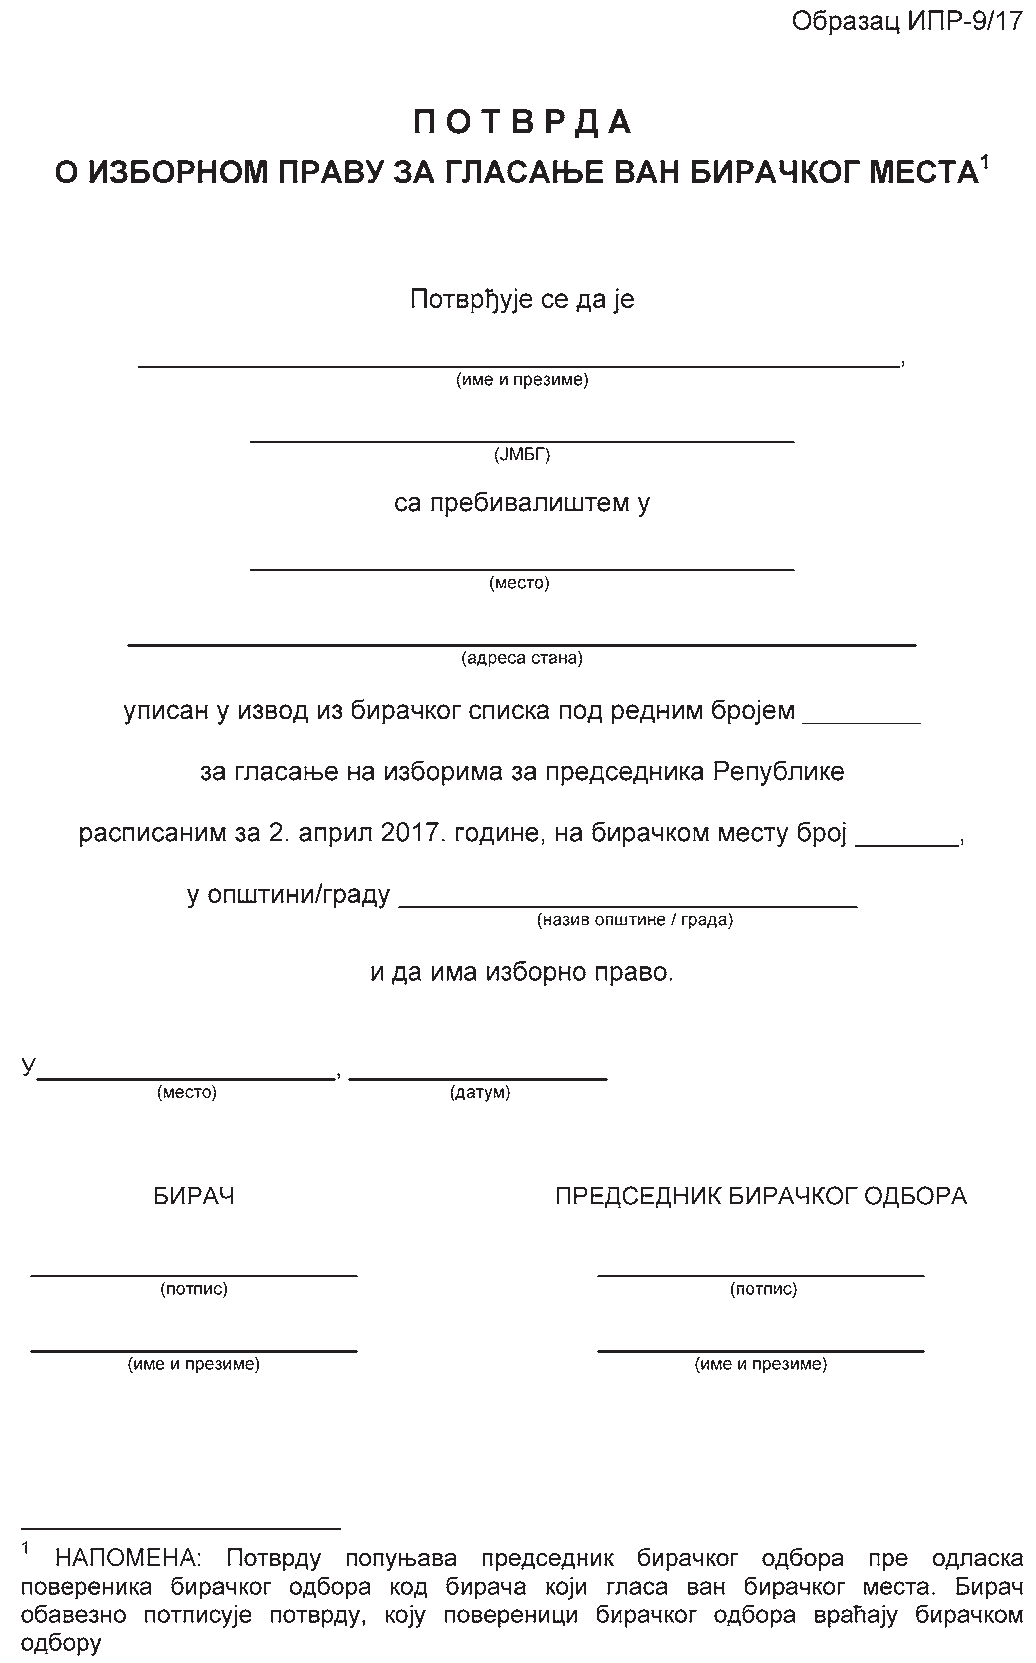 Образац ИПР-9/17
П О Т В Р Д А
О ИЗБОРНОМ ПРАВУ ЗА ГЛАСАЊЕ ВАН БИРАЧКОГ МЕСТА¹
Потврђује се да је
,
(име и презиме)
(ЈМБГ)
са пребивалиштем у
(место)
(адреса стана)
уписан у извод из бирачког списка под редним бројем ________
за гласање на изборима за председника Републике
расписаним за 2. април 2017. године, на бирачком месту број _______,
у општини/граду ________________
(назив општине / града)
и да има изборно право.
У____________________, __________________
(место) (датум)
БИРАЧ ПРЕДСЕДНИК БИРАЧКОГ ОДБОРА
(потпис) (потпис)
(име и презиме) (име и презиме)
¹ НАПОМЕНА: Потврду попуњава председник бирачког одбора пре одласка
повереника бирачког одбора код бирача који гласа ван бирачког места. Бирач
обавезно потписује потврду, коју повереници бирачког одбора враћају бирачком
одбору